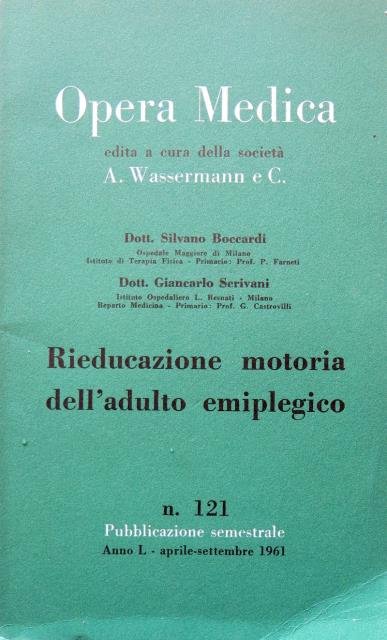 Opera Medica
edita a cura della società
A. Wassermann e C.
Dott. Silvano Boccardi
Ospedale Maggiore di Milano
Istituto di Terapia Fisica - Primario: Prof. P. Farneti
Dott. Giancarlo Scrivani
Istituto Ospedaliero L. Resnati - Milano
Reparto Medicina - Primario: Prof. G. Castrovilli
Rieducazione motoria
dell'adulto emiplegico
n. 121
Pubblicazione semestrale
Anno L - aprile-settembre 1961